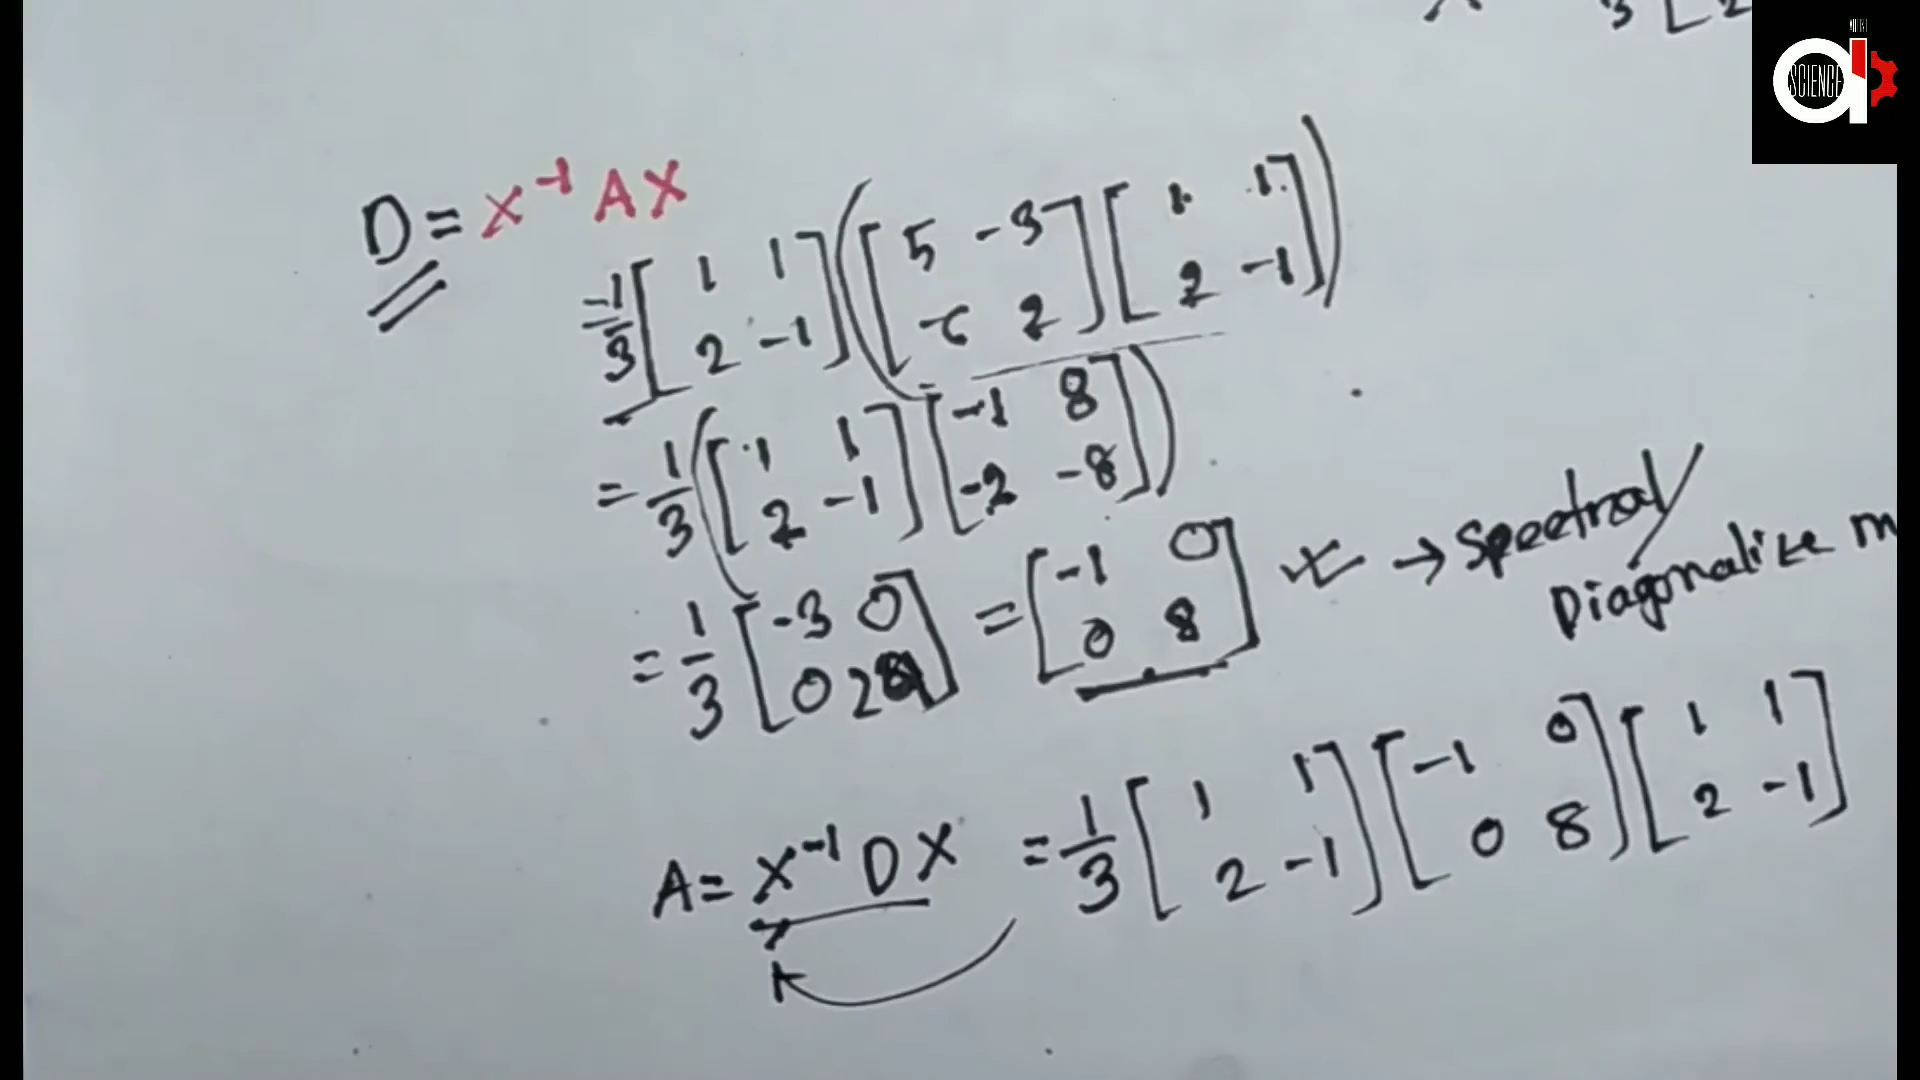 SCIENCE
D = X⁻¹ A X
= 1/3 [1 1; 2 -1] ([5 -3; -6 2] [1 1; 2 -1])
= 1/3 ([1 1; 2 -1] [-1 8; -2 -8])
= 1/3 [-3 0; 0 24] = [-1 0; 0 8] → Spectral/
Diagonalize m
A = X⁻¹ D X = 1/3 [1 1; 2 -1] [-1 0; 0 8] [1 1; 2 -1]